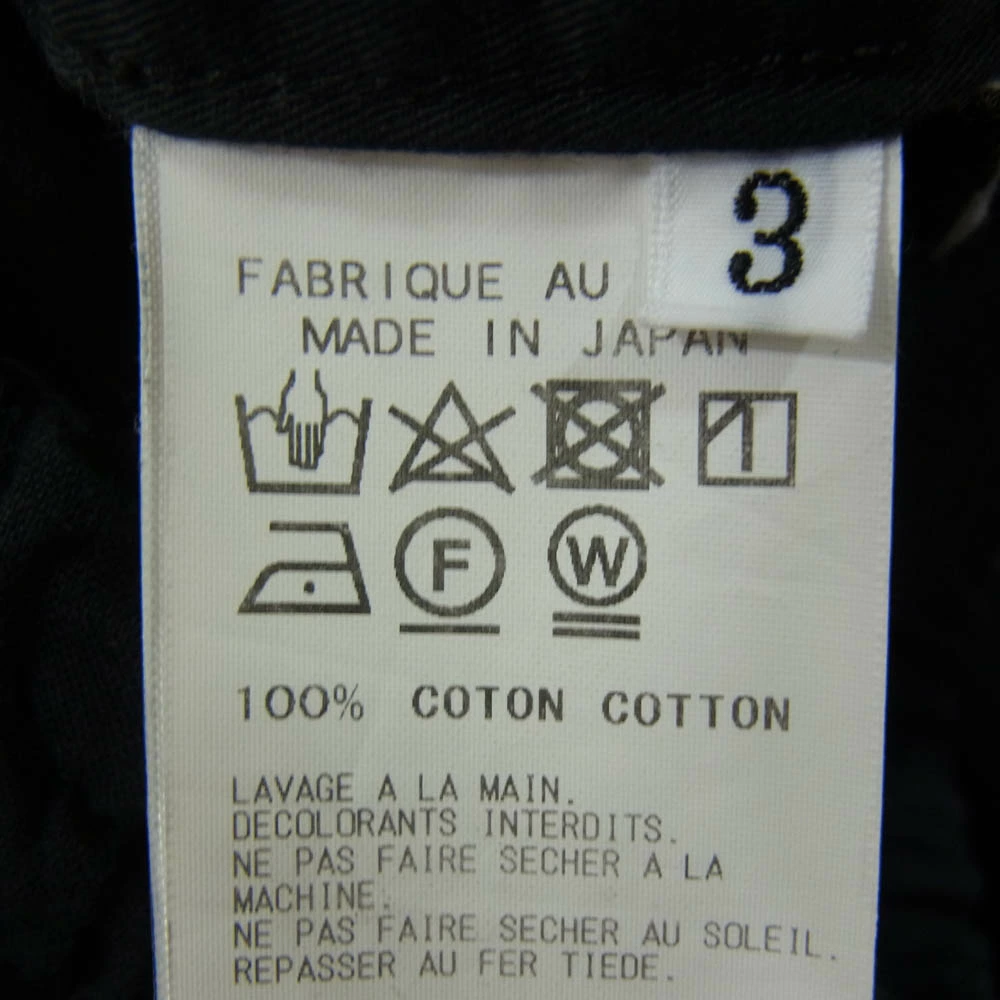 3
FABRIQUE AU
MADE IN JAPAN
F
W
100% COTON COTTON
LAVAGE A LA MAIN.
DECOLORANTS INTERDITS.
NE PAS FAIRE SECHER A LA
MACHINE.
NE PAS FAIRE SECHER AU SOLEIL.
REPASSER AU FER TIEDE.